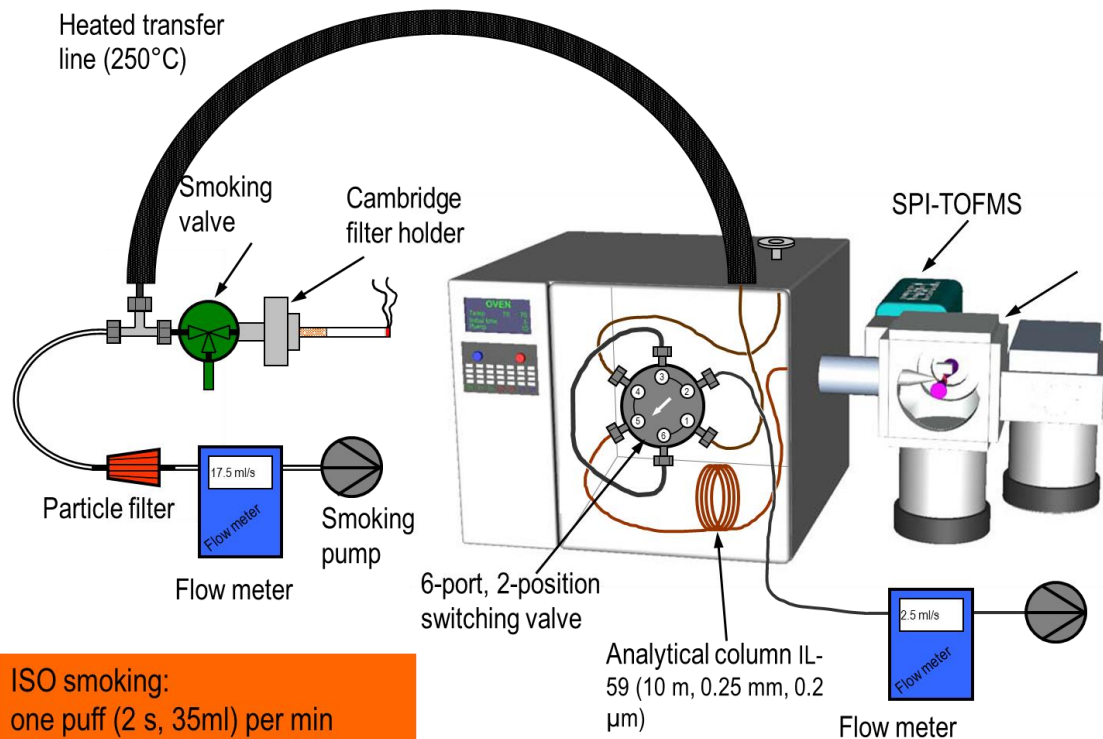 Heated transfer
line (250°C)
Smoking
valve
Cambridge
filter holder
SPI-TOFMS
OVEN
3
2
4
1
5
6
17.5 ml/s
Flow meter
Particle filter
Smoking
pump
Flow meter
6-port, 2-position
switching valve
2.5 ml/s
Flow meter
Analytical column IL-
59 (10 m, 0.25 mm, 0.2
µm)
Flow meter
ISO smoking:
one puff (2 s, 35ml) per min